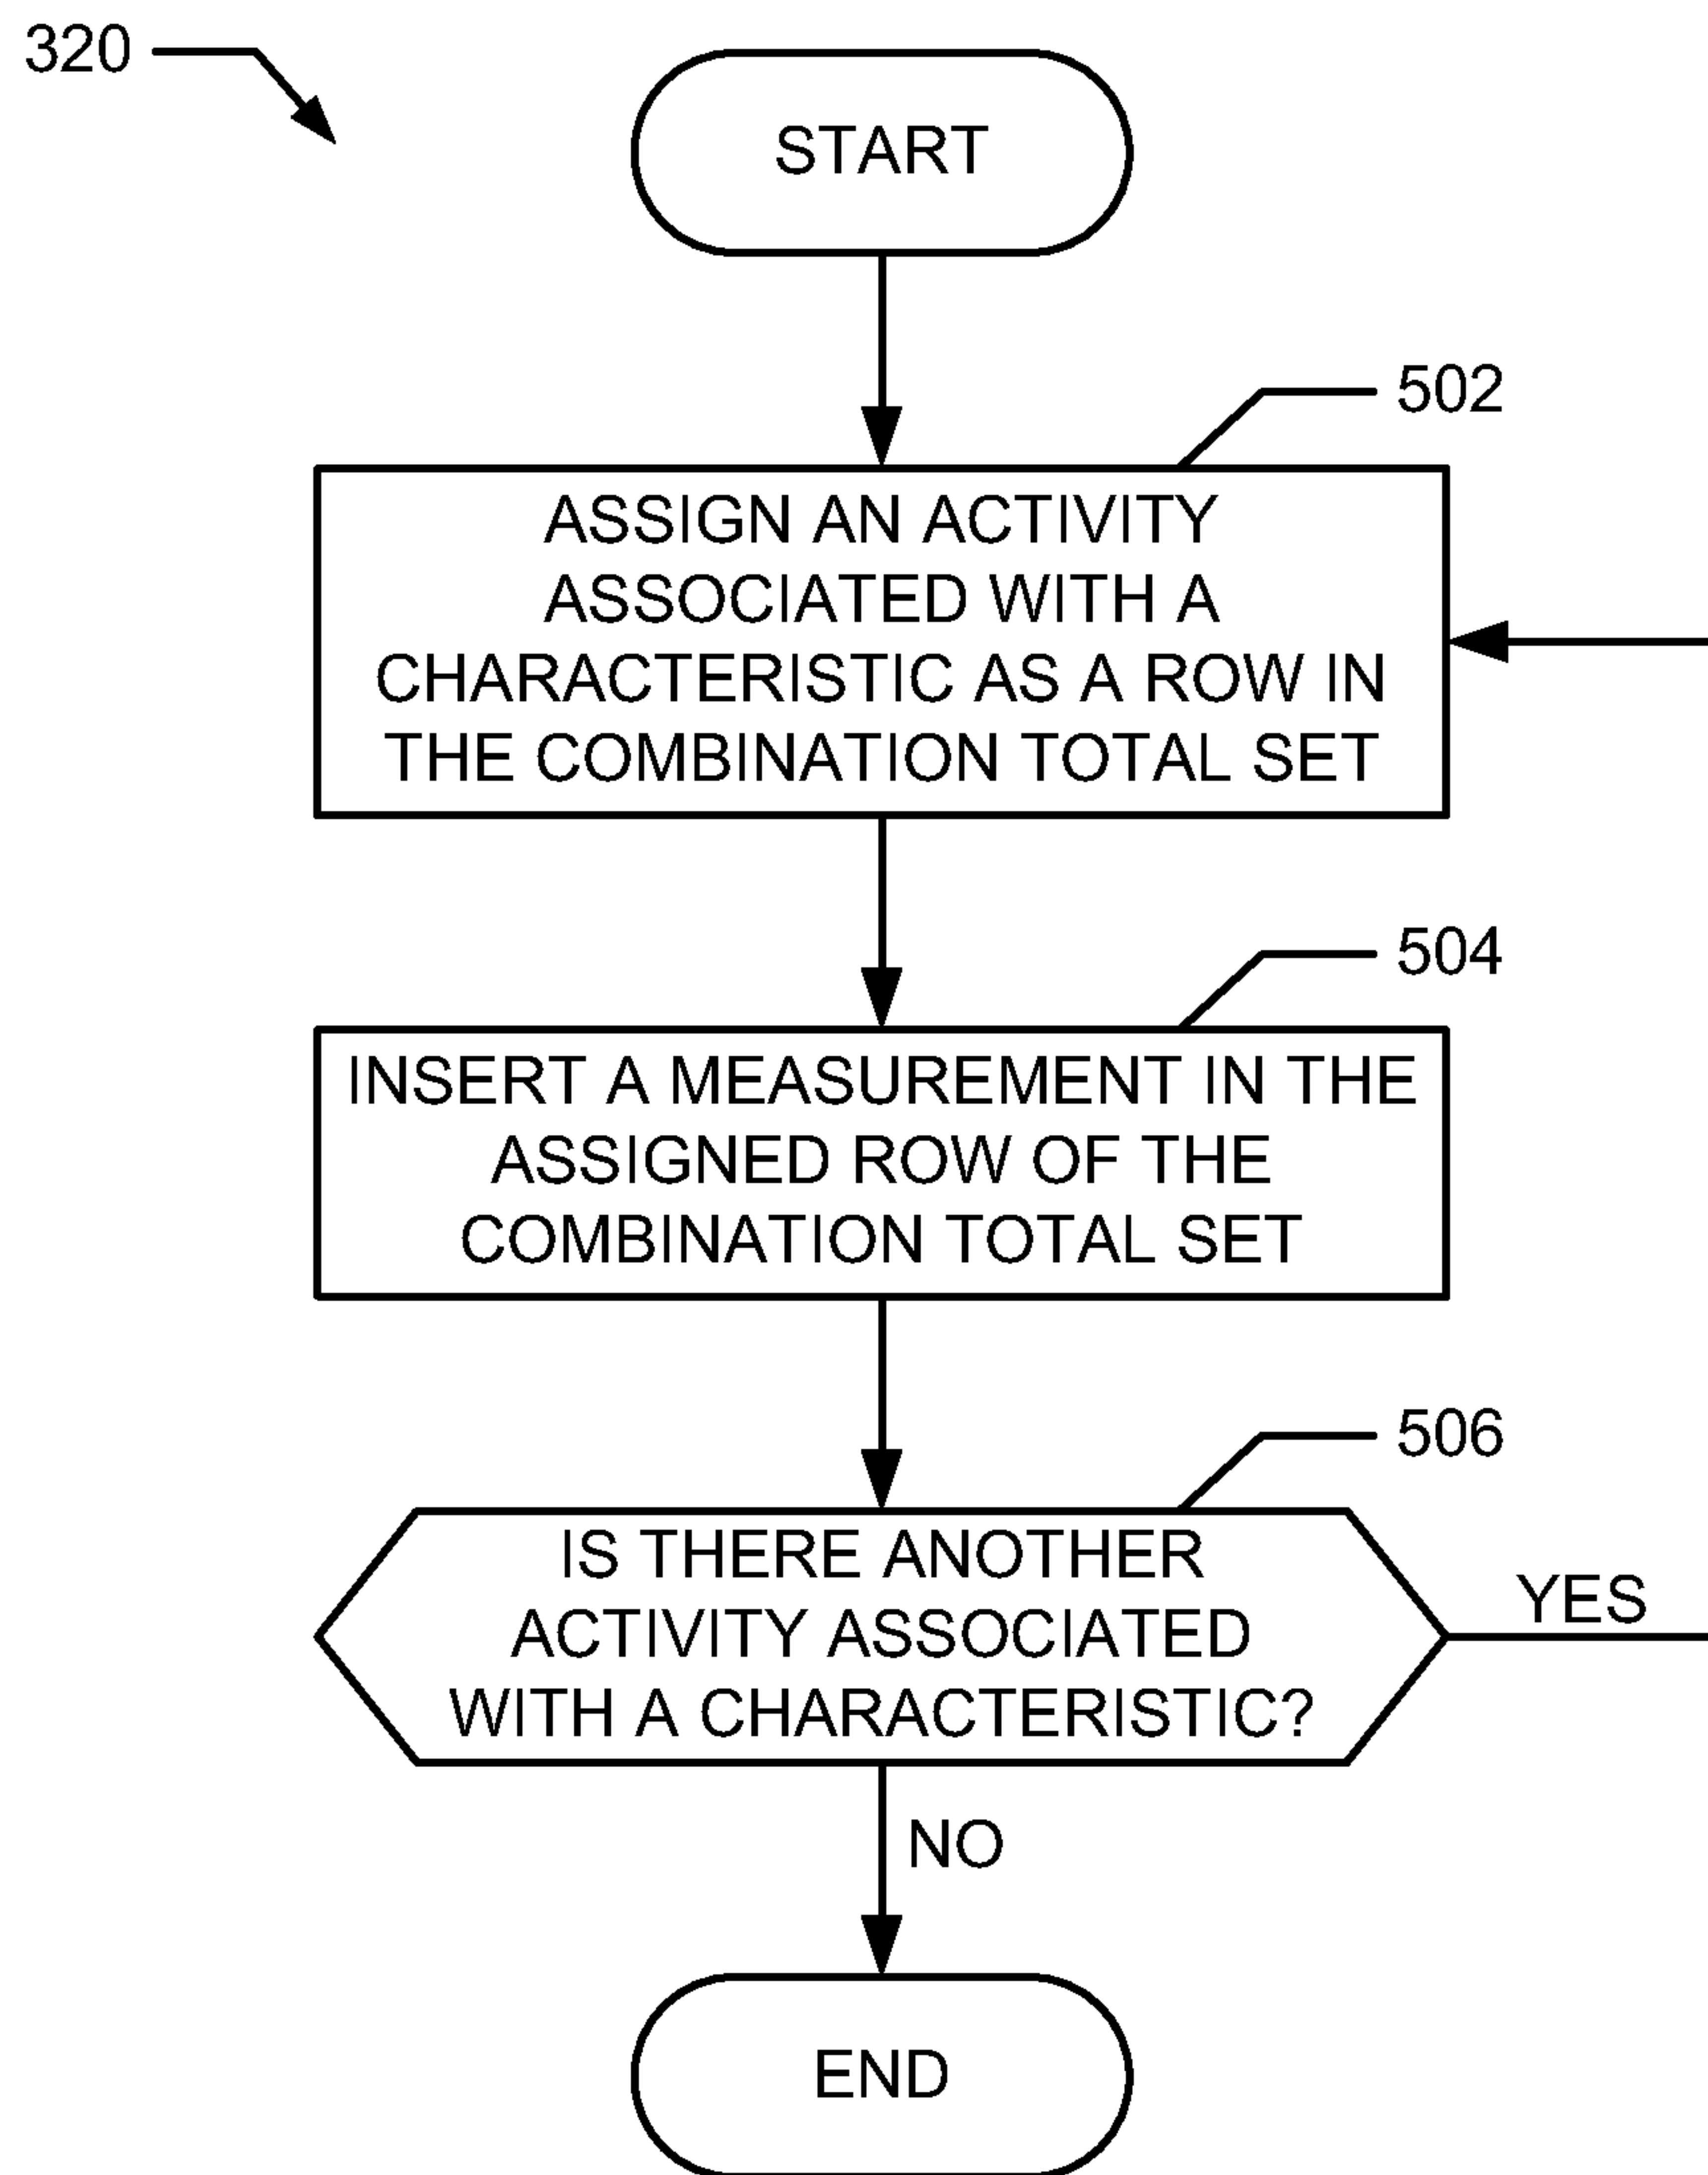 320
START
502
ASSIGN AN ACTIVITY
ASSOCIATED WITH A
CHARACTERISTIC AS A ROW IN
THE COMBINATION TOTAL SET
504
INSERT A MEASUREMENT IN THE
ASSIGNED ROW OF THE
COMBINATION TOTAL SET
506
IS THERE ANOTHER
ACTIVITY ASSOCIATED
WITH A CHARACTERISTIC?
YES
NO
END